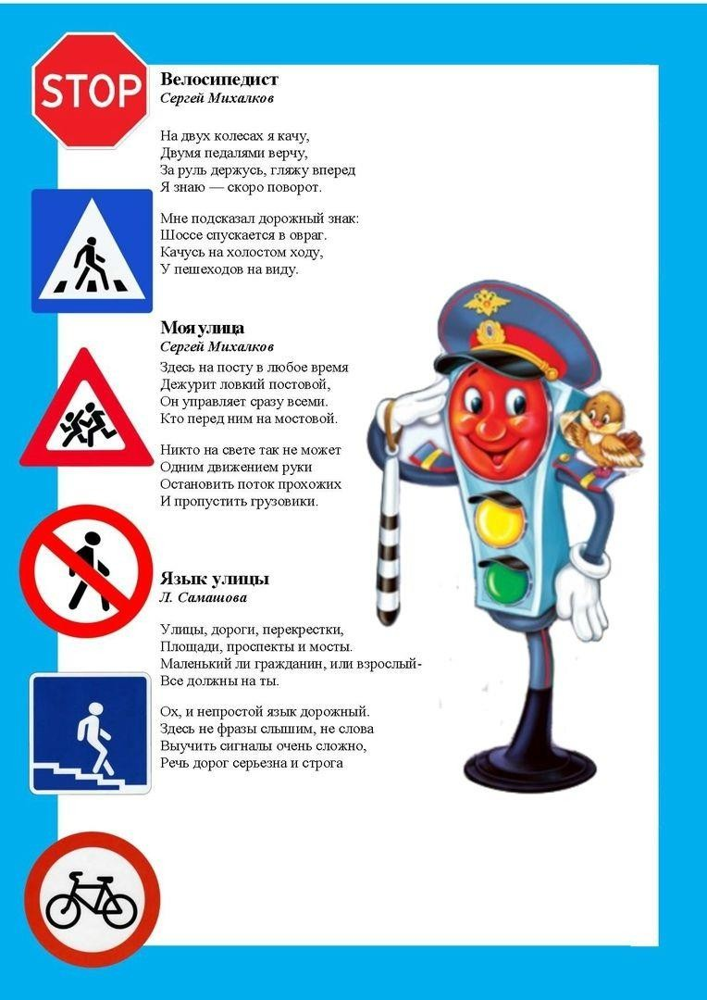 STOP
Велосипедист
Сергей Михалков
На двух колесах я качу,
Двумя педалями верчу,
За руль держусь, гляжу вперед
Я знаю — скоро поворот.
Мне подсказал дорожный знак:
Шоссе спускается в овраг.
Качусь на холостом ходу,
У пешеходов на виду.
Моя улица
Сергей Михалков
Здесь на посту в любое время
Дежурит ловкий постовой,
Он управляет сразу всеми.
Кто перед ним на мостовой.
Никто на свете так не может
Одним движением руки
Остановить поток прохожих
И пропустить грузовики.
Язык улицы
Л. Самашова
Улицы, дороги, перекрестки,
Площади, проспекты и мосты.
Маленький ли гражданин, или взрослый-
Все должны на ты.
Ох, и непростой язык дорожный.
Здесь не фразы слышим, не слова
Выучить сигналы очень сложно,
Речь дорог серьезна и строга